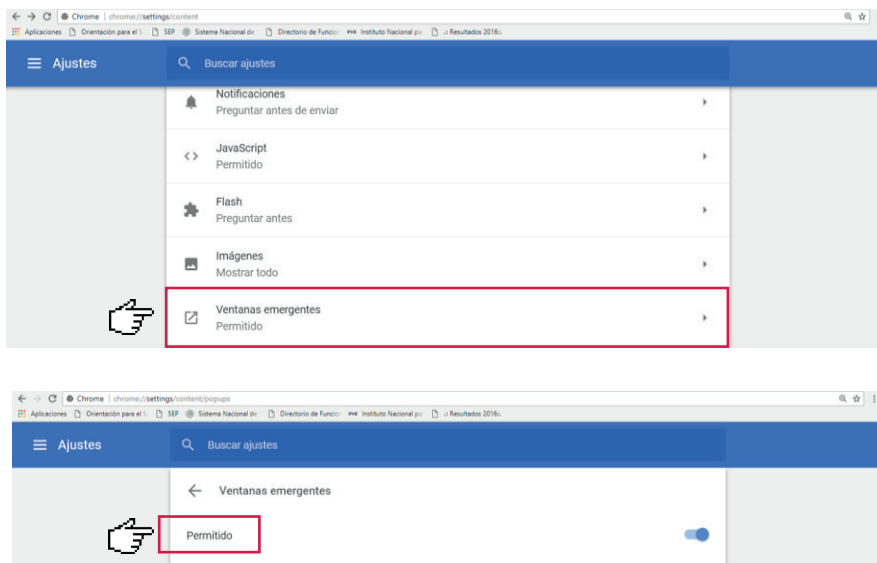 Chrome | chrome://settings/content
Aplicaciones Orientación para el S SEP Sistema Nacional de Directorio de Funcio Instituto Nacional pa Resultados 2016
Ajustes Buscar ajustes
Notificaciones
Preguntar antes de enviar
JavaScript
Permitido
Flash
Preguntar antes
Imágenes
Mostrar todo
Ventanas emergentes
Permitido
Chrome | chrome://settings/content/popups
Aplicaciones Orientación para el S SEP Sistema Nacional de Directorio de Funcio Instituto Nacional pa Resultados 2016
Ajustes Buscar ajustes
Ventanas emergentes
Permitido